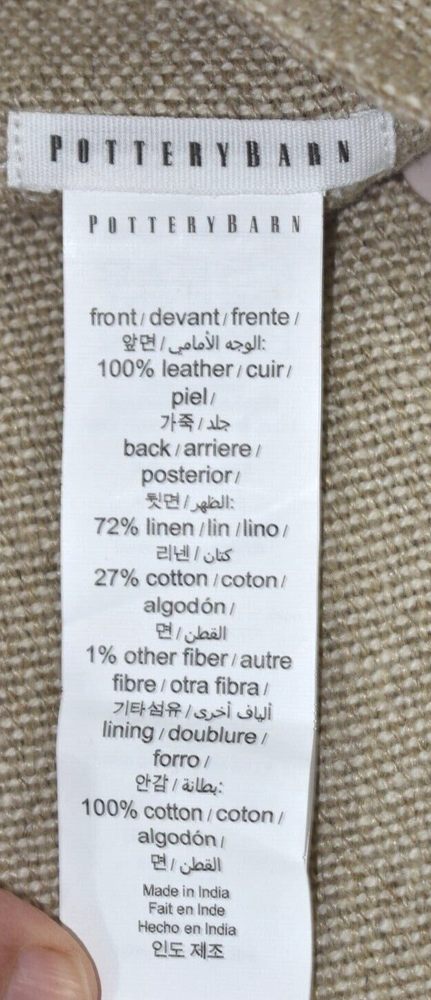 POTTERYBARN
POTTERYBARN
front / devant / frente /
앞면 / الوجه الأمامي:
100% leather / cuir /
piel /
가죽 / جلد
back / arriere /
posterior /
뒷면 / الظهر:
72% linen / lin / lino /
리넨 / كتان
27% cotton / coton /
algodón /
면 / القطن
1% other fiber / autre
fibre / otra fibra /
기타섬유 / ألياف أخرى
lining / doublure /
forro /
안감 / بطانة:
100% cotton / coton /
algodón /
면 / القطن
Made in India
Fait en Inde
Hecho en India
인도 제조